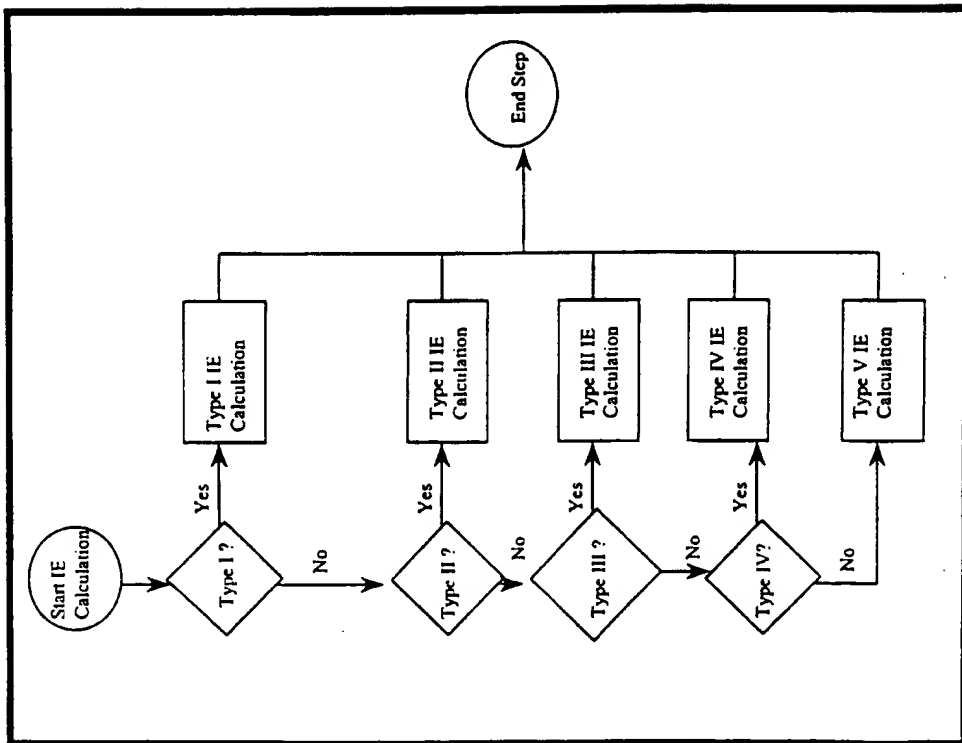 Start IE
Calculation
Type I ?
Yes
Type I IE
Calculation
No
Type II ?
Yes
Type II IE
Calculation
No
Type III ?
Yes
Type III IE
Calculation
No
Type IV?
Yes
Type IV IE
Calculation
No
Type V IE
Calculation
End Step